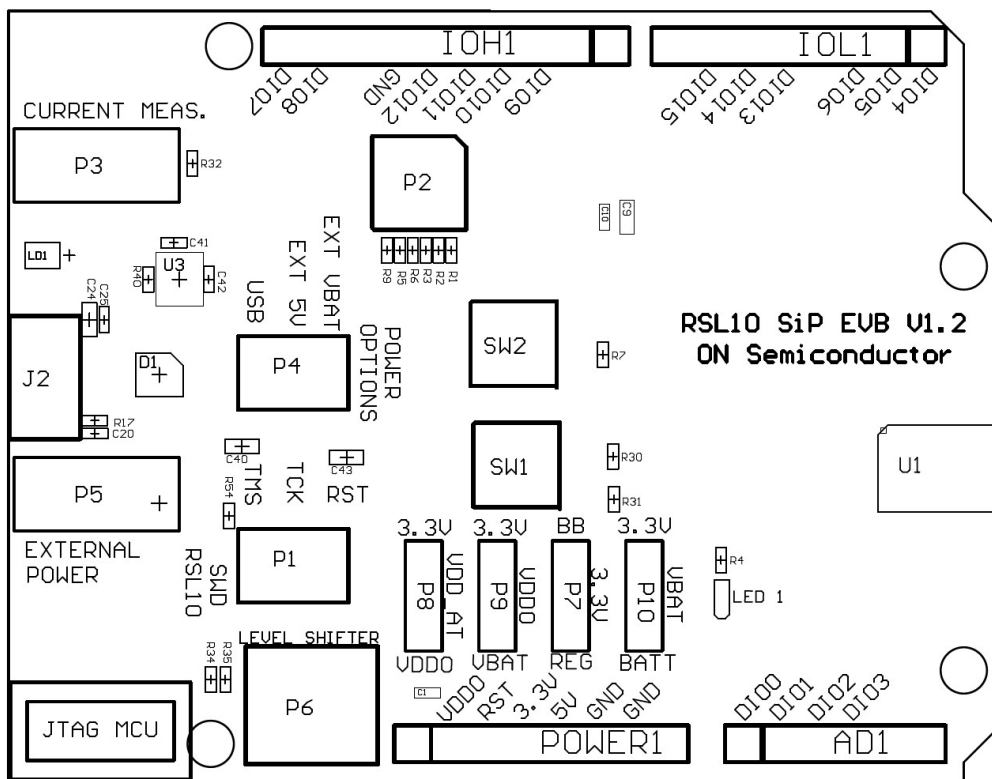 IOH1
IOL1
DIO7
DIO8
GND
DIO12
DIO11
DIO10
DIO9
DIO15
DIO14
DIO13
DIO6
DIO5
DIO4
CURRENT MEAS.
P3
R32
P2
C10
C9
LD1
C41
U3
R40
C42
R9
R5
R6
R3
R2
R1
C24
C25
USB
EXT 5V
EXT VBAT
J2
D1
P4
POWER
OPTIONS
SW2
R7
RSL10 SiP EVB V1.2
ON Semiconductor
R17
C20
C40
C43
P5
R54
TMS
TCK
RST
SW1
R30
R31
U1
EXTERNAL
POWER
RSL10
SWD
P1
3.3V
3.3V
BB
3.3V
P8
VDD_AT
P9
VDDO
P7
3.3V
P10
VBAT
R4
LED 1
LEVEL SHIFTER
VDDO
VBAT
REG
BATT
R34
R35
P6
C1
VDDO
RST
3.3V
5V
GND
GND
DIO0
DIO1
DIO2
DIO3
JTAG MCU
POWER1
AD1